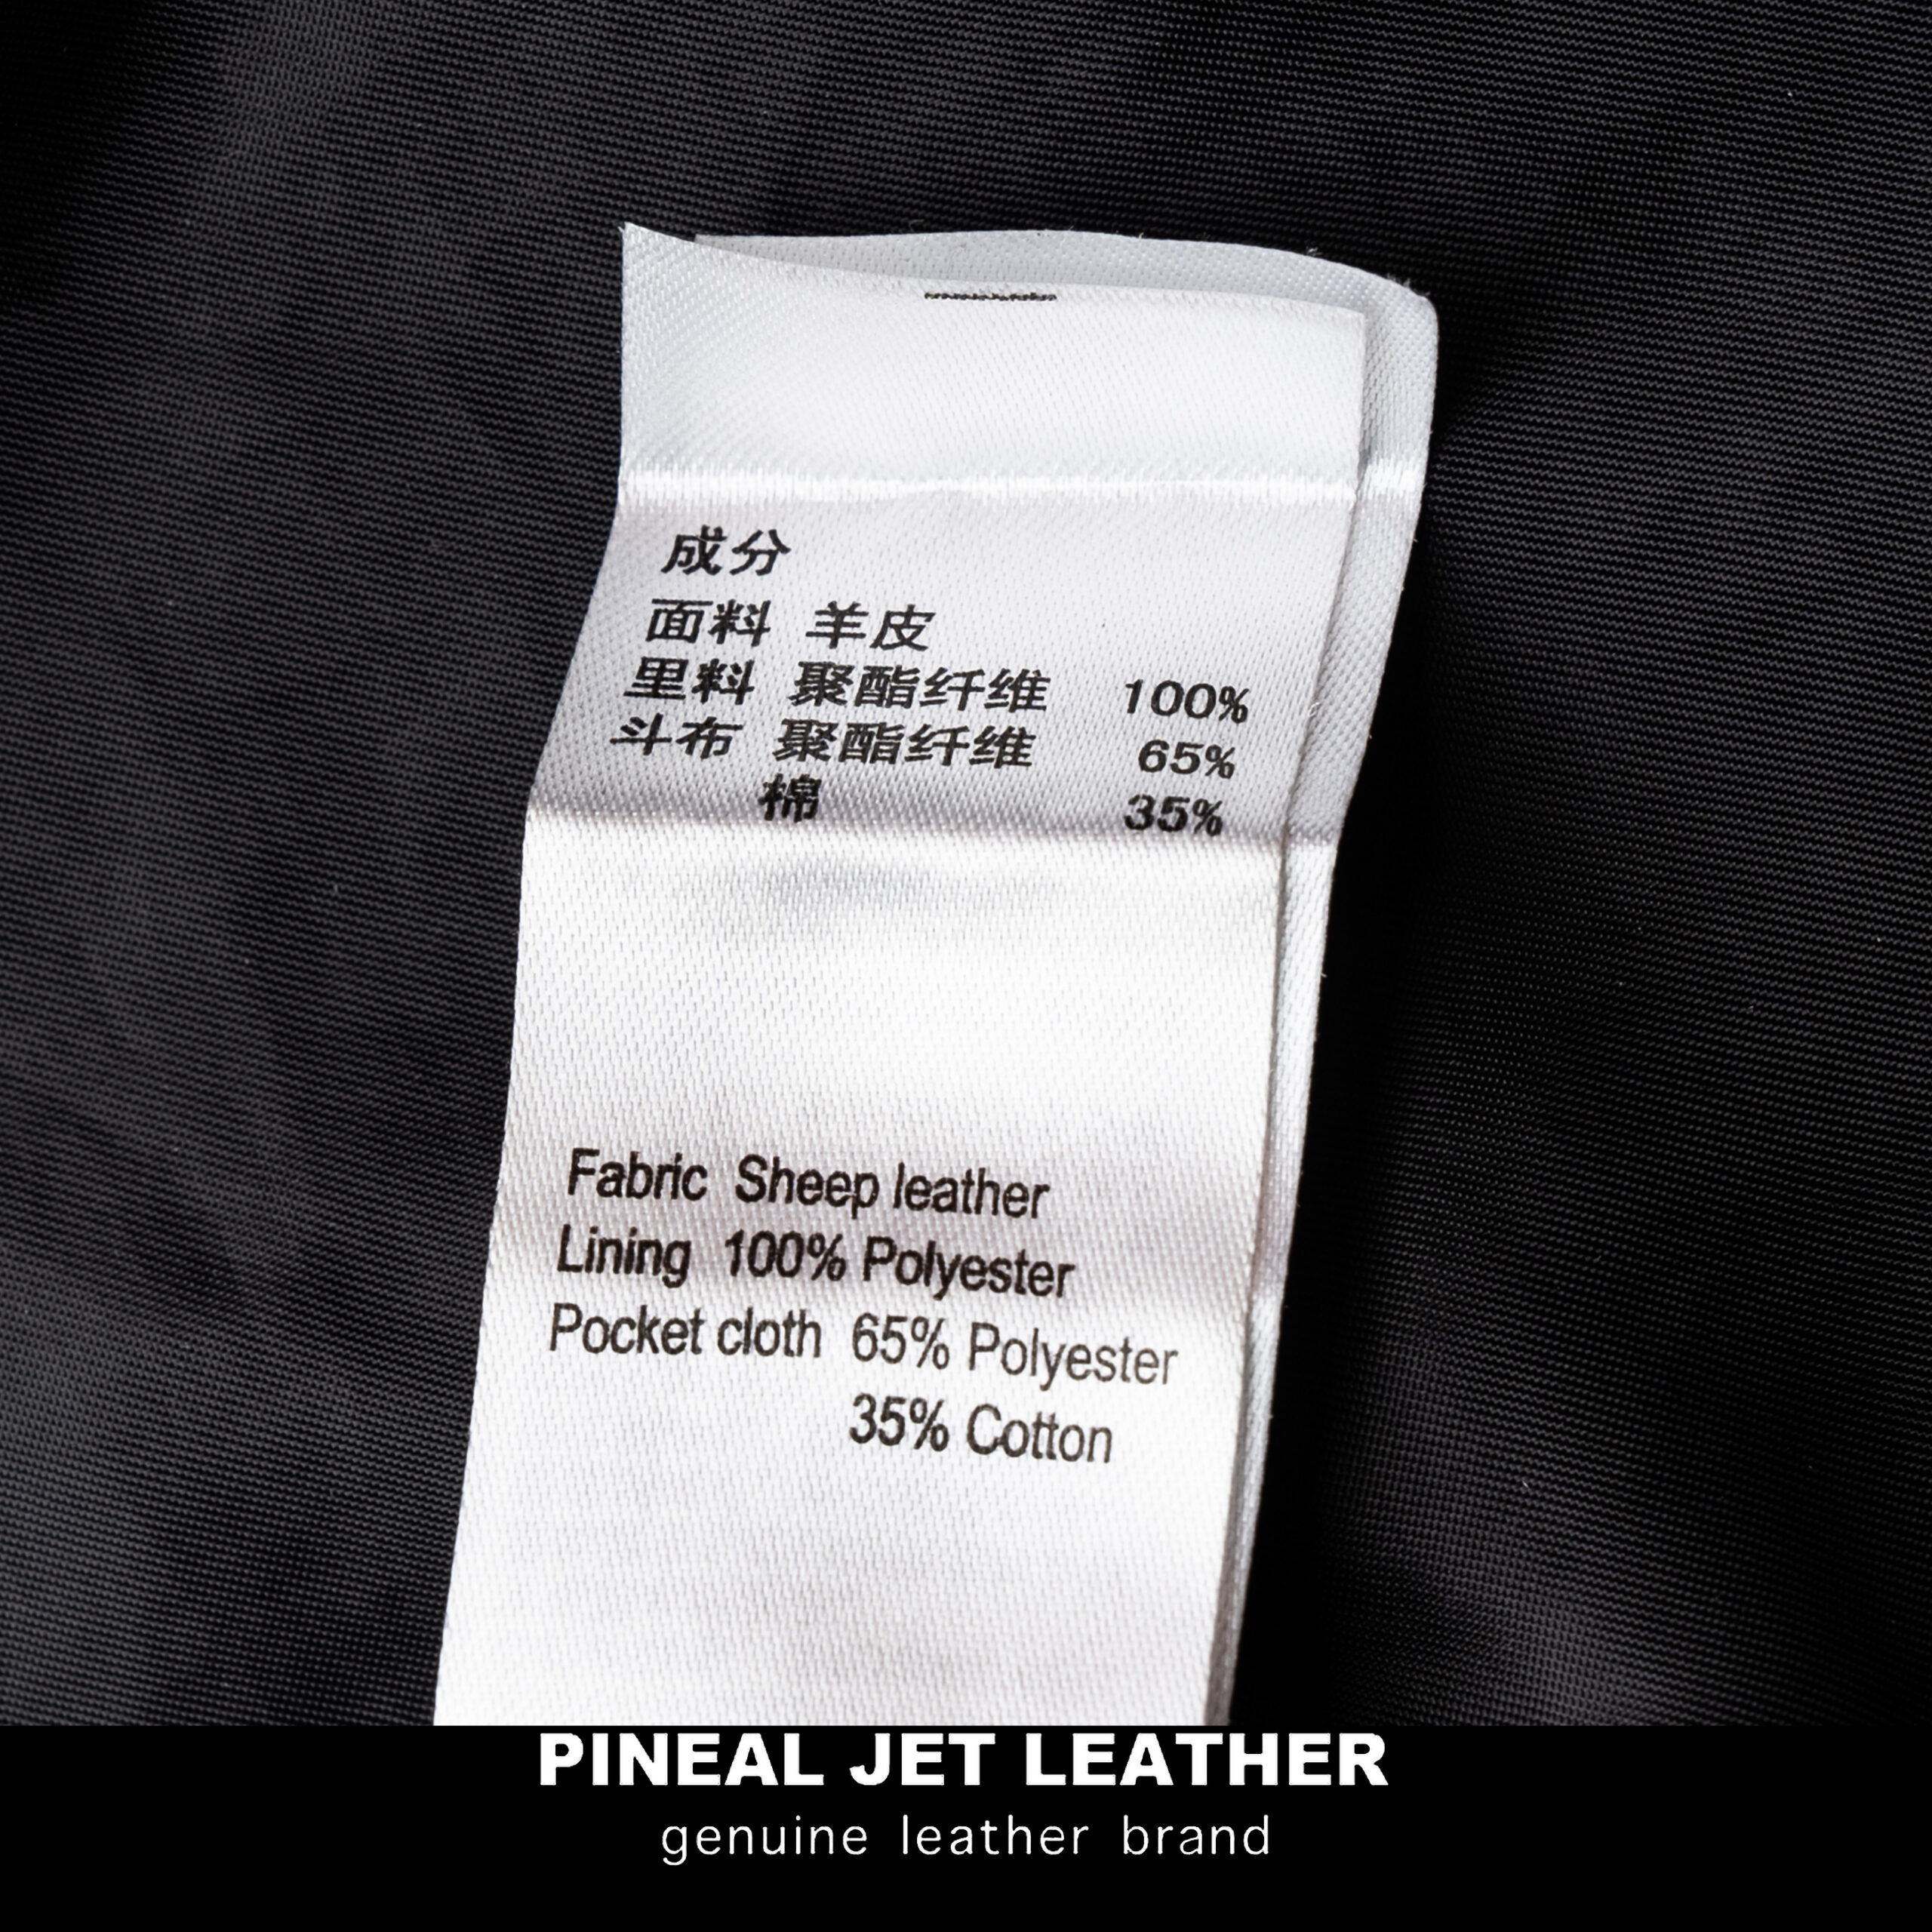 成分
面料 羊皮
里料 聚酯纤维 100%
斗布 聚酯纤维 65%
棉 35%
Fabric Sheep leather
Lining 100% Polyester
Pocket cloth 65% Polyester
35% Cotton
PINEAL JET LEATHER
genuine leather brand